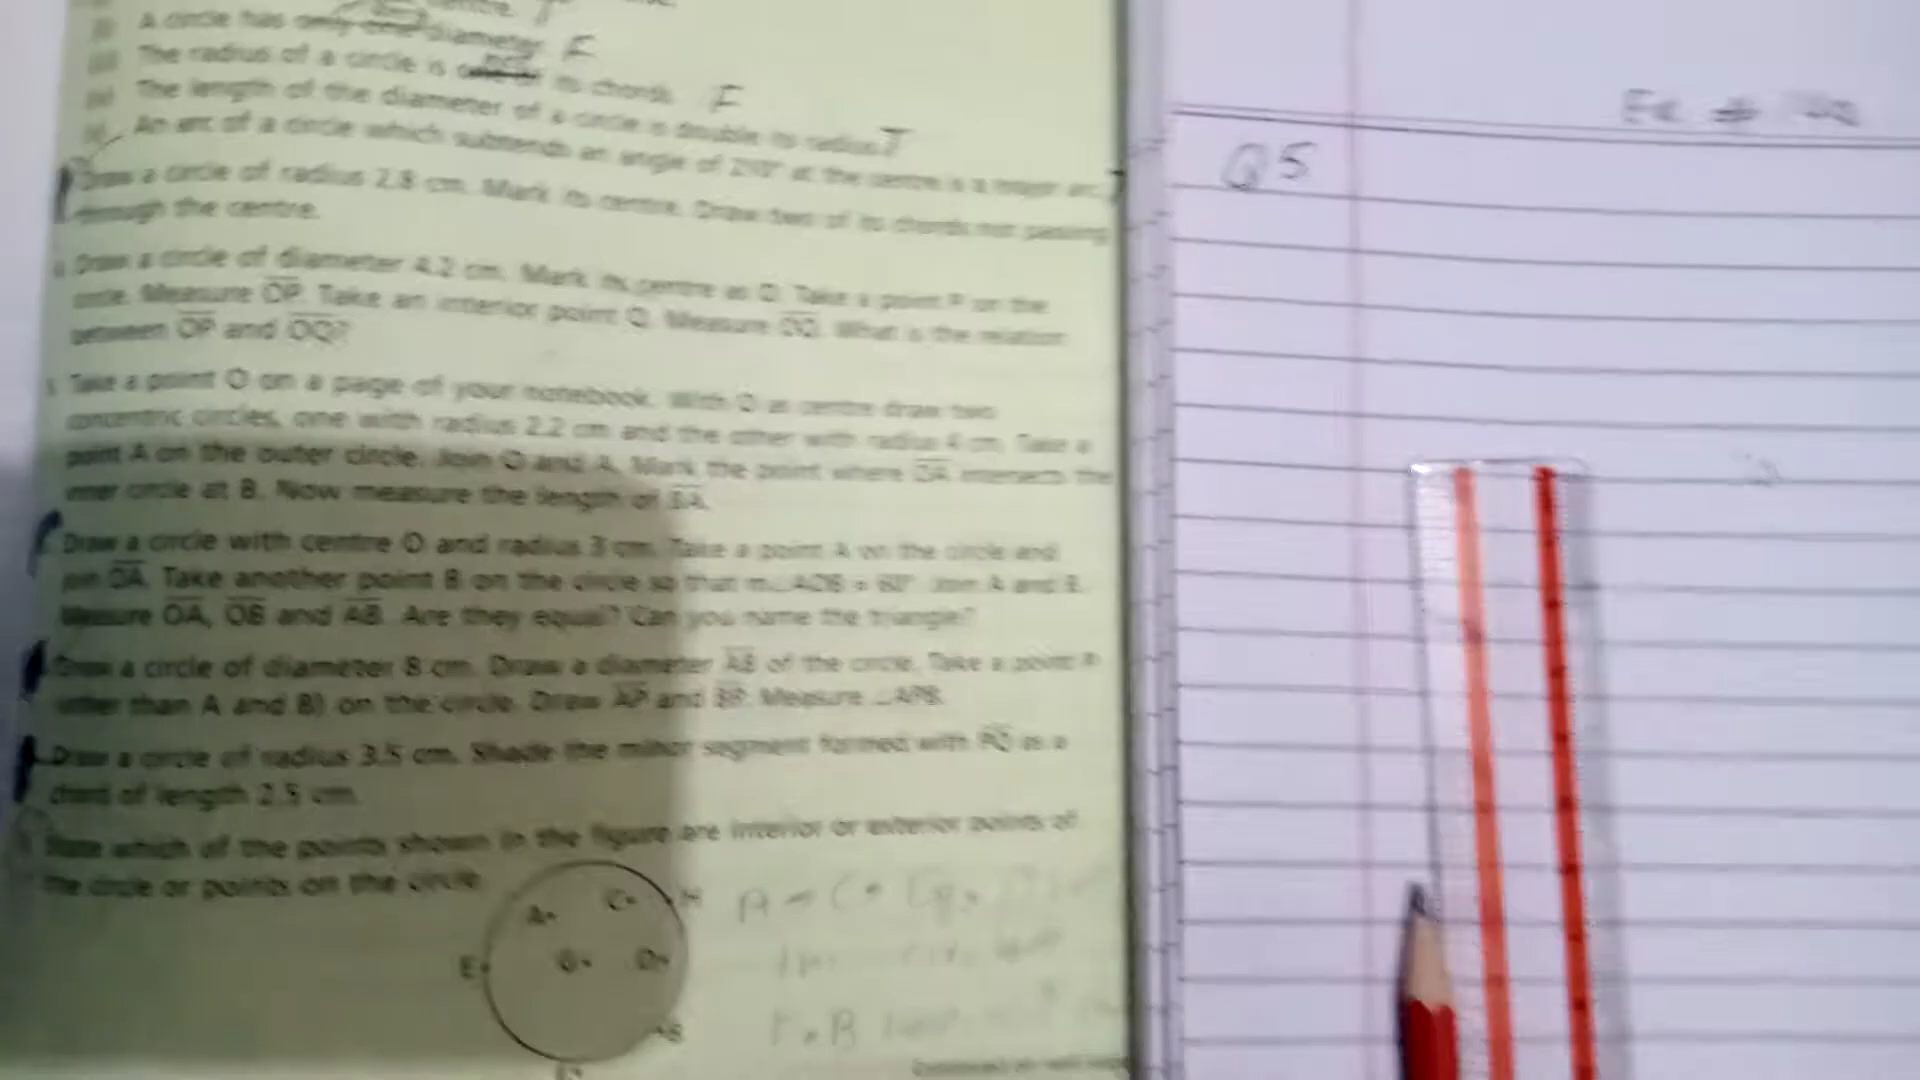 centre. T
A circle has only one diameter. F
The radius of a circle is its chords. F
The length of the diameter of a circle is double its radius. T
An arc of a circle which subtends an angle of 210° at the centre is a major arc. T
Draw a circle of radius 2.8 cm. Mark its centre. Draw two of its chords not passing
through the centre.
Draw a circle of diameter 4.2 cm. Mark its centre as O. Take a point P on the
circle. Measure OP. Take an interior point Q. Measure OQ. What is the relation
between OP and OQ?
Take a point O on a page of your notebook. With O as centre draw two
concentric circles, one with radius 2.2 cm and the other with radius 4 cm. Take a
point A on the outer circle. Join O and A. Mark the point where OA intersects the
inner circle at B. Now measure the length of BA.
Draw a circle with centre O and radius 3 cm. Take a point A on the circle and
join OA. Take another point B on the circle so that m∠AOB = 60°. Join A and B.
Measure OA, OB and AB. Are they equal? Can you name the triangle?
Draw a circle of diameter 8 cm. Draw a diameter AB of the circle. Take a point P
(other than A and B) on the circle. Draw AP and BP. Measure ∠APB.
Draw a circle of radius 3.5 cm. Shade the minor segment formed with PQ as a
chord of length 2.5 cm.
State which of the points shown in the figure are interior or exterior points of
the circle or points on the circle.
C
H
A
G
D
E
B
Ex #
Q5